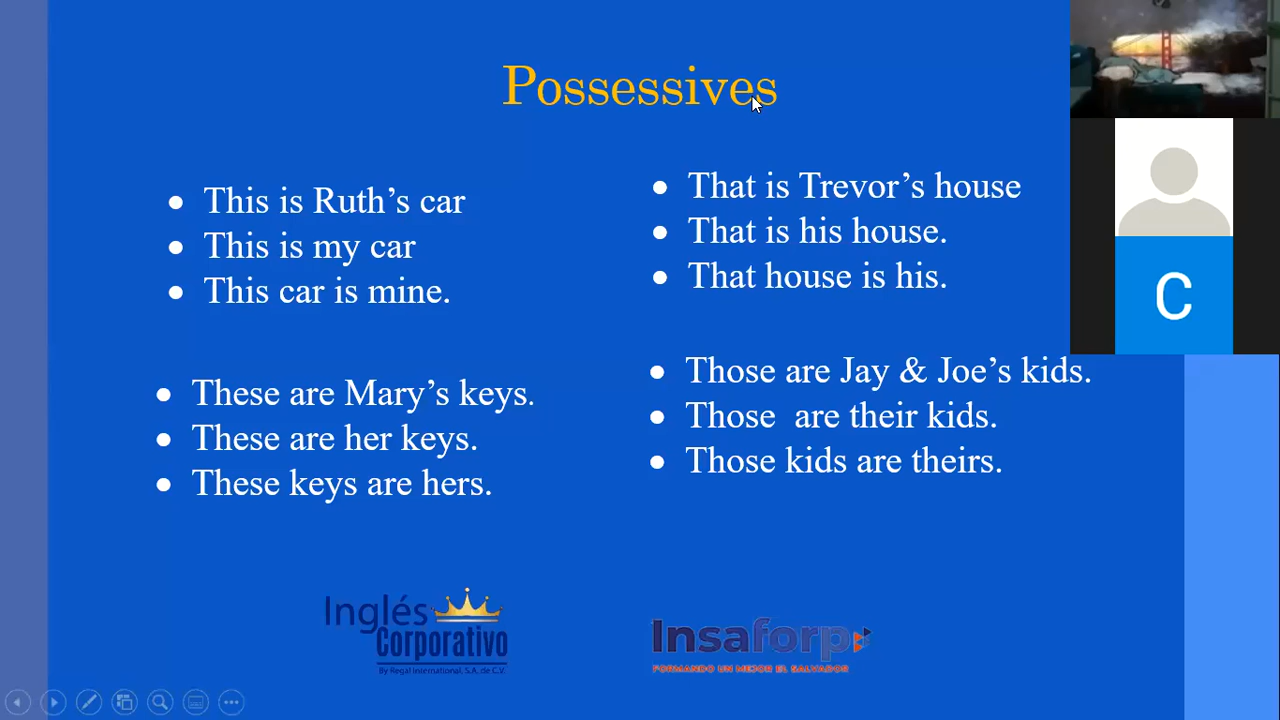 Possessives
This is Ruth’s car
This is my car
This car is mine.
These are Mary’s keys.
These are her keys.
These keys are hers.
That is Trevor’s house
That is his house.
That house is his.
Those are Jay & Joe’s kids.
Those  are their kids.
Those kids are theirs.
C
Inglés
Corporativo
By Regal International, S.A. de C.V.
Insaforp
FORMANDO UN MEJOR EL SALVADOR